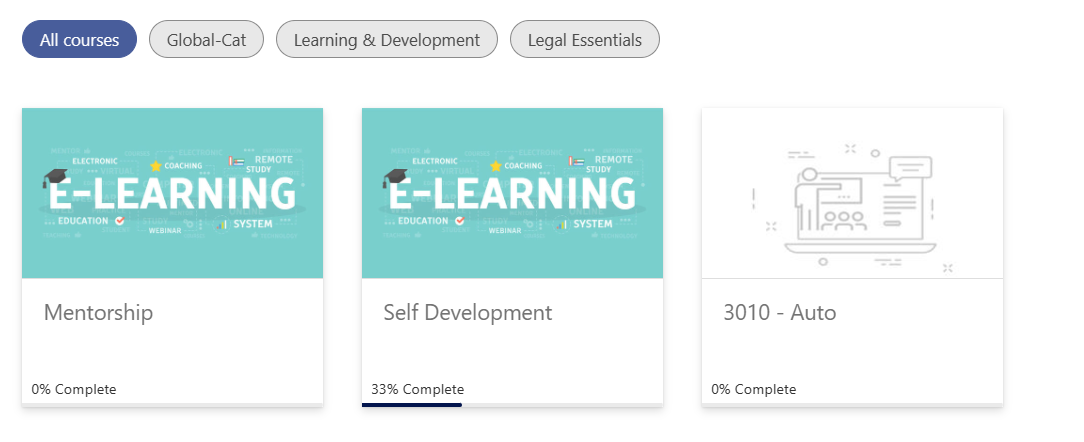 All courses
Global-Cat
Learning & Development
Legal Essentials
ELECTRONIC
COACHING
REMOTE
STUDY
E-LEARNING
EDUCATION
WEBINAR
SYSTEM
Mentorship
0% Complete
ELECTRONIC
COACHING
REMOTE
STUDY
E-LEARNING
EDUCATION
WEBINAR
SYSTEM
Self Development
33% Complete
3010 - Auto
0% Complete